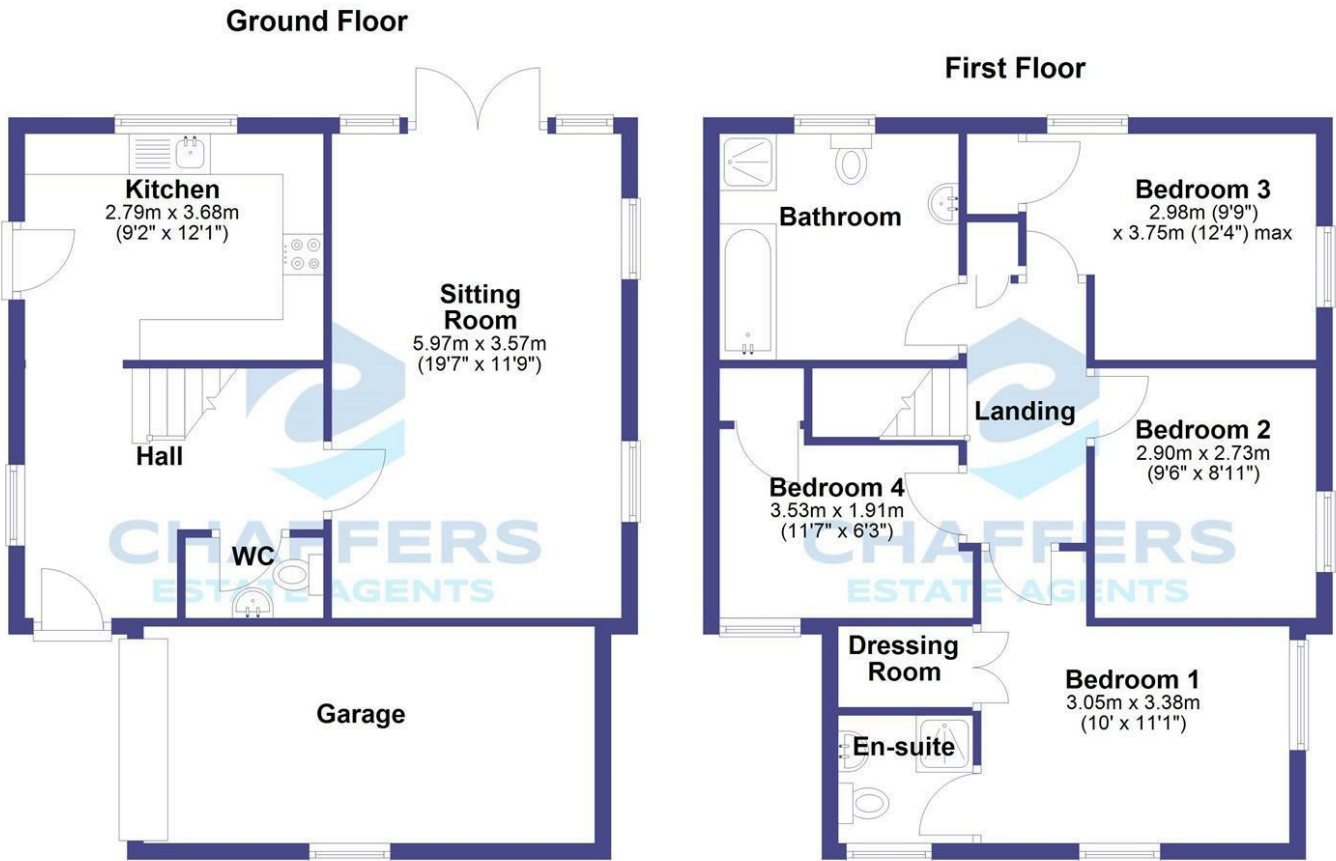 Ground Floor
Kitchen
2.79m x 3.68m
(9'2" x 12'1")
Sitting
Room
5.97m x 3.57m
(19'7" x 11'9")
Hall
WC
Garage
CHAFFERS
ESTATE AGENTS
First Floor
Bathroom
Bedroom 3
2.98m (9'9")
x 3.75m (12'4") max
Landing
Bedroom 2
2.90m x 2.73m
(9'6" x 8'11")
Bedroom 4
3.53m x 1.91m
(11'7" x 6'3")
Dressing
Room
Bedroom 1
3.05m x 3.38m
(10' x 11'1")
En-suite
CHAFFERS
ESTATE AGENTS